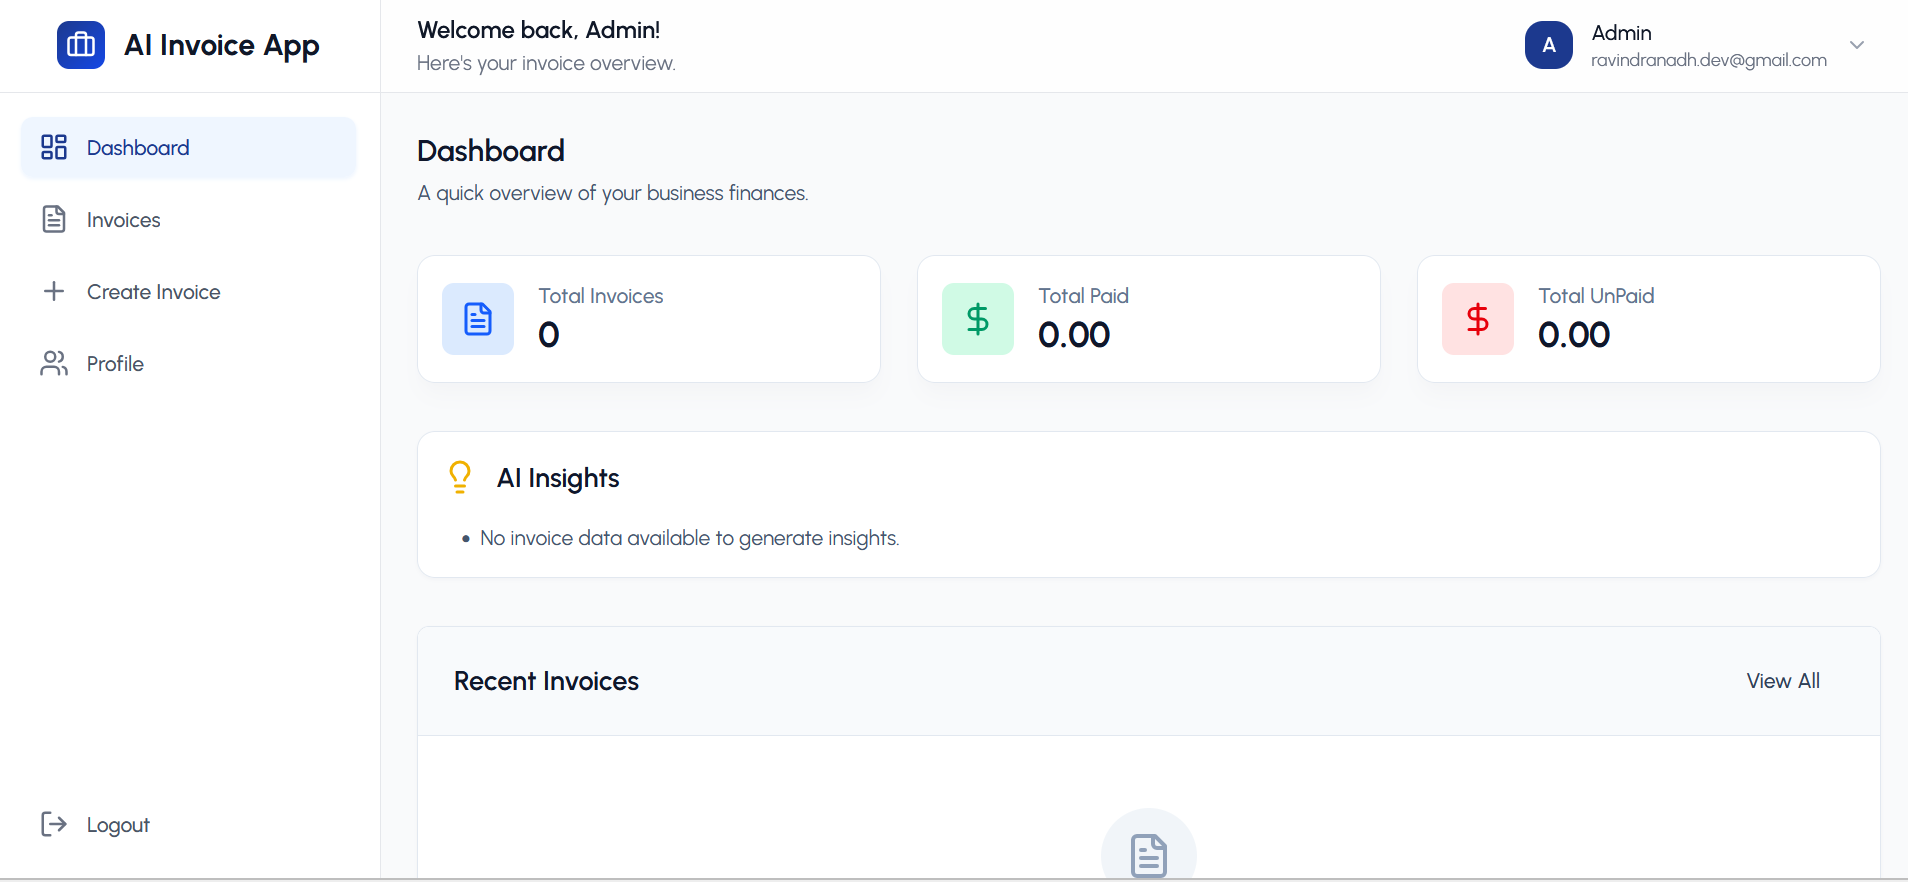 AI Invoice App
Welcome back, Admin!
Here's your invoice overview.
A
Admin
ravindranadh.dev@gmail.com
Dashboard
Invoices
Create Invoice
Profile
Logout
Dashboard
A quick overview of your business finances.
Total Invoices
0
Total Paid
0.00
Total UnPaid
0.00
AI Insights
• No invoice data available to generate insights.
Recent Invoices
View All